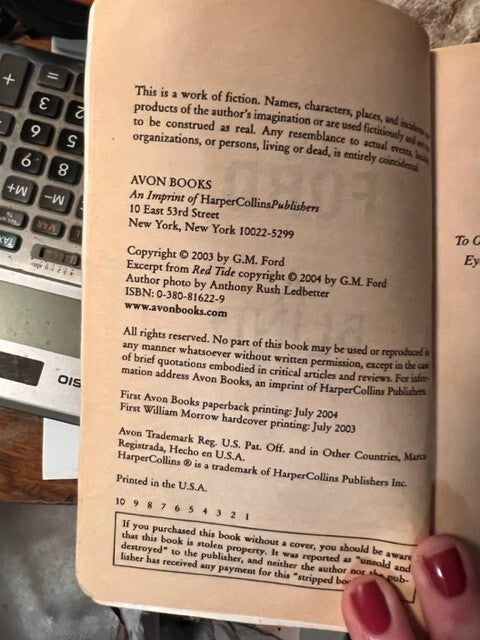 This is a work of fiction. Names, characters, places, and incidents
products of the author's imagination or are used fictitiously and are
to be construed as real. Any resemblance to actual events,
organizations, or persons, living or dead, is entirely coincidental.
AVON BOOKS
An Imprint of HarperCollinsPublishers
10 East 53rd Street
New York, New York 10022-5299
Copyright © 2003 by G.M. Ford
Excerpt from Red Tide copyright © 2004 by G.M. Ford
Author photo by Anthony Rush Ledbetter
ISBN: 0-380-81622-9
www.avonbooks.com
All rights reserved. No part of this book may be used or reproduced in
any manner whatsoever without written permission, except in the case
of brief quotations embodied in critical articles and reviews. For infor-
mation address Avon Books, an imprint of HarperCollins Publishers
First Avon Books paperback printing: July 2004
First William Morrow hardcover printing: July 2003
Avon Trademark Reg. U.S. Pat. Off. and in Other Countries, Marca
Registrada, Hecho en U.S.A.
HarperCollins ® is a trademark of HarperCollins Publishers Inc.
Printed in the U.S.A.
10 9 8 7 6 5 4 3 2 1
If you purchased this book without a cover, you should be aware
that this book is stolen property. It was reported as "unsold and
destroyed" to the publisher, and neither the author nor the pub-
lisher has received any payment for this "stripped
To
+ =
3
6 5
9 8
M+ M–
MR
TAX